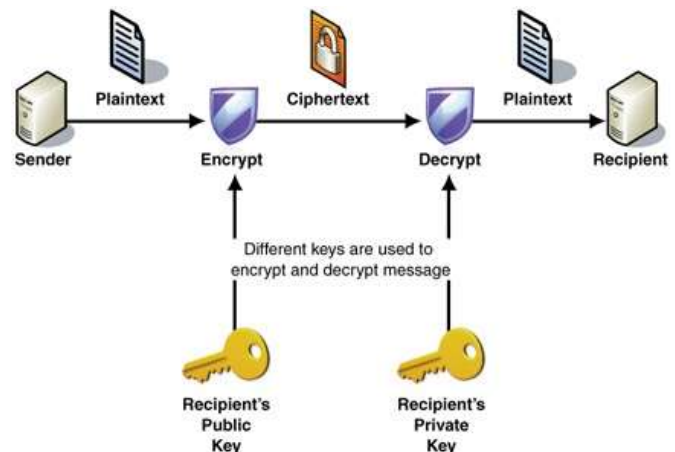 Plaintext
Ciphertext
Plaintext
Sender
Encrypt
Decrypt
Recipient
Different keys are used to
encrypt and decrypt message
Recipient's
Public
Key
Recipient's
Private
Key